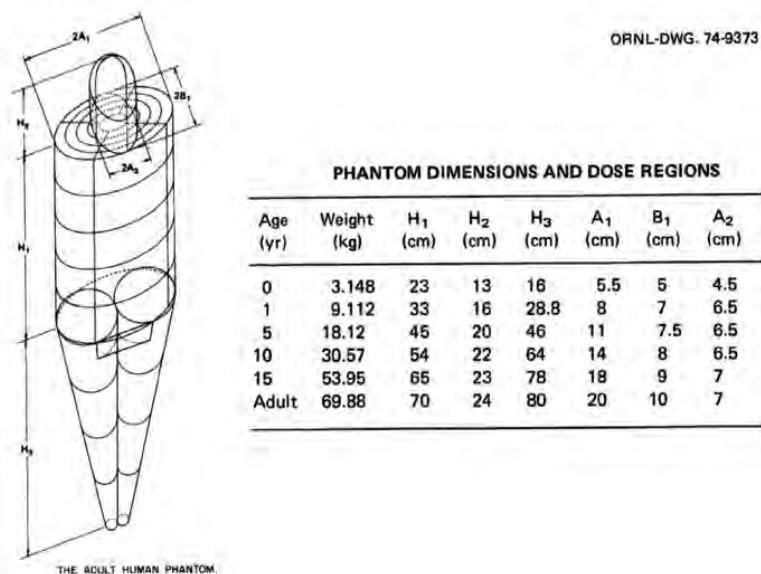 2A₁
ORNL-DWG. 74-9373
2B₁
H₂
2A₂
PHANTOM DIMENSIONS AND DOSE REGIONS
Age Weight H₁ H₂ H₃ A₁ B₁ A₂
(yr) (kg) (cm) (cm) (cm) (cm) (cm) (cm)
H₁
0 3.148 23 13 16 5.5 5 4.5
1 9.112 33 16 28.8 8 7 6.5
5 18.12 45 20 46 11 7.5 6.5
10 30.57 54 22 64 14 8 6.5
15 53.95 65 23 78 18 9 7
Adult 69.88 70 24 80 20 10 7
H₃
THE ADULT HUMAN PHANTOM.